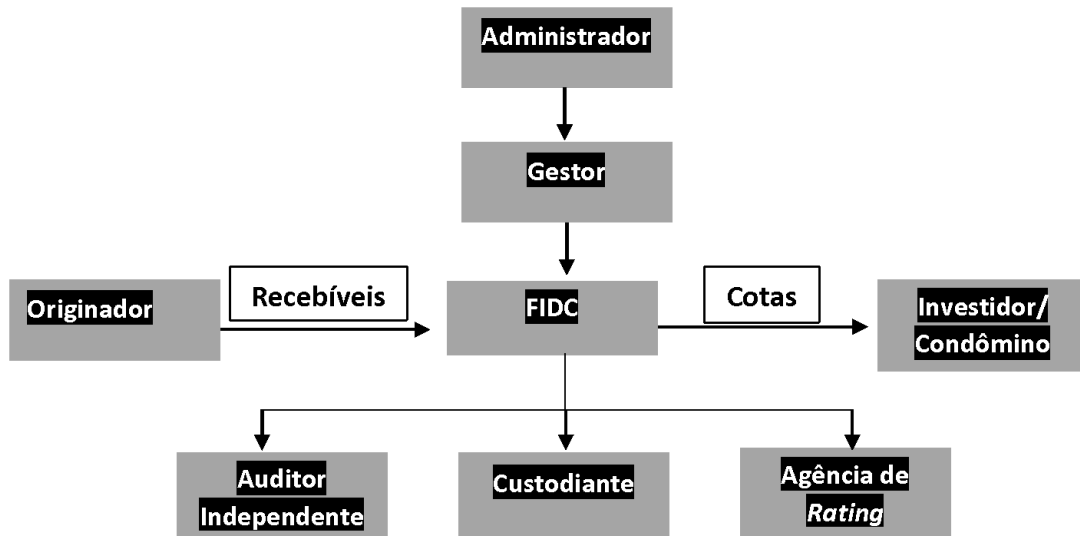 Administrador
Gestor
Originador
Recebíveis
FIDC
Cotas
Investidor/
Condômino
Auditor
Independente
Custodiante
Agência de
Rating